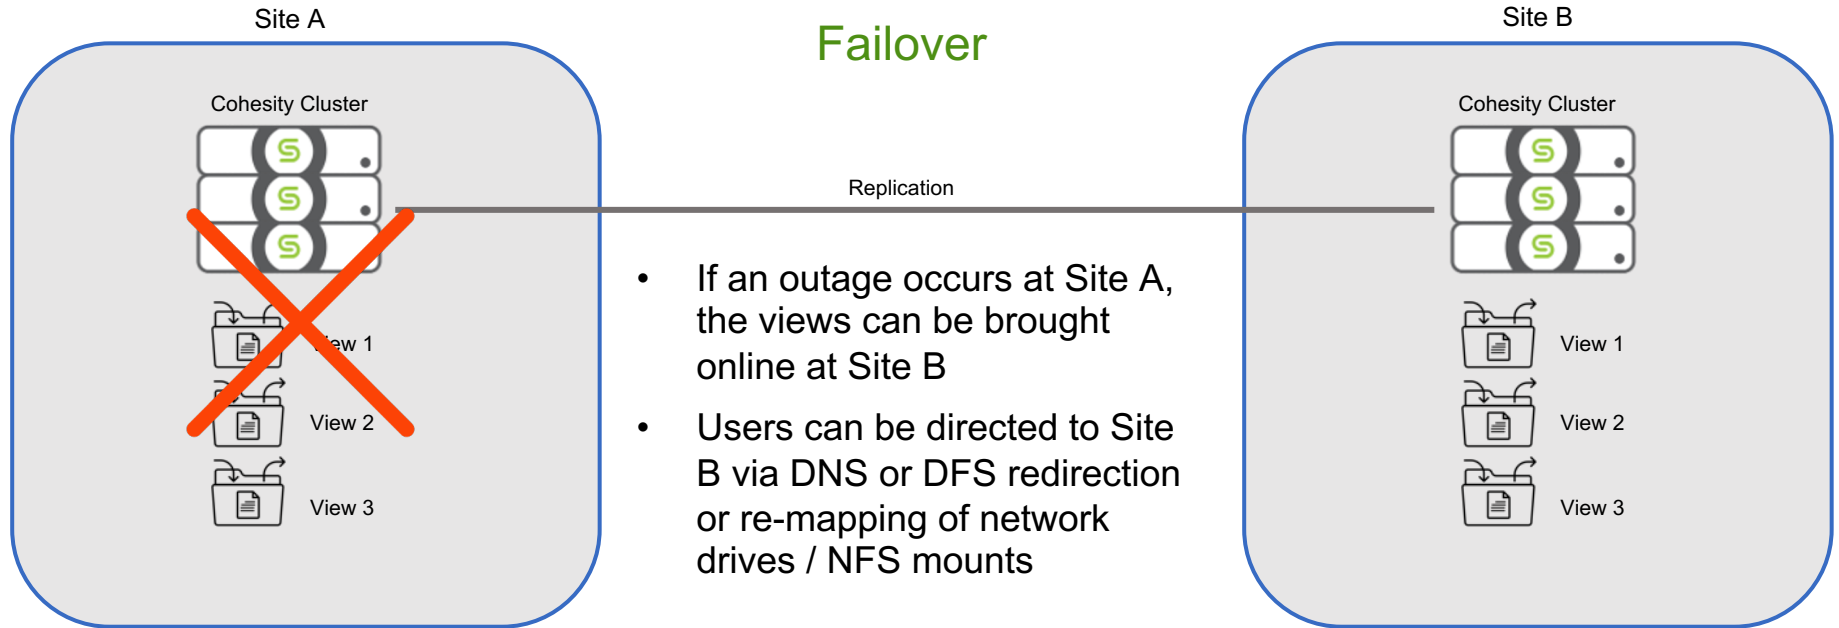 Site A
Failover
Site B
Cohesity Cluster
Cohesity Cluster
Replication
• If an outage occurs at Site A,
the views can be brought
online at Site B
• Users can be directed to Site
B via DNS or DFS redirection
or re-mapping of network
drives / NFS mounts
ew 1
View 2
View 3
View 1
View 2
View 3